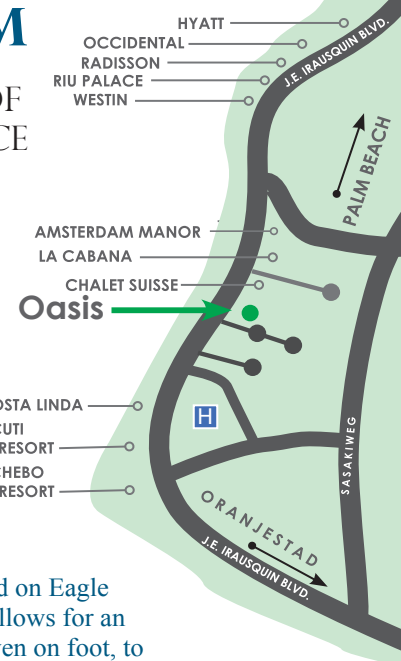 M
OF
CE
HYATT
OCCIDENTAL
RADISSON
RIU PALACE
WESTIN
J.E. IRAUSQUIN BLVD.
PALM BEACH
AMSTERDAM MANOR
LA CABANA
CHALET SUISSE
Oasis
OSTA LINDA
CUTI
RESORT
CHEBO
RESORT
H
SASAKIWEG
ORANJESTAD
J.E. IRAUSQUIN BLVD.
d on Eagle
llows for an
ven on foot, to